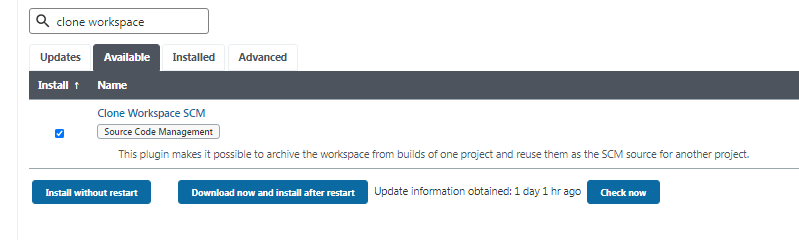 clone workspace
Updates Available Installed Advanced
Install ↑ Name
Clone Workspace SCM
Source Code Management
This plugin makes it possible to archive the workspace from builds of one project and reuse them as the SCM source for another project.
Install without restart Download now and install after restart Update information obtained: 1 day 1 hr ago Check now